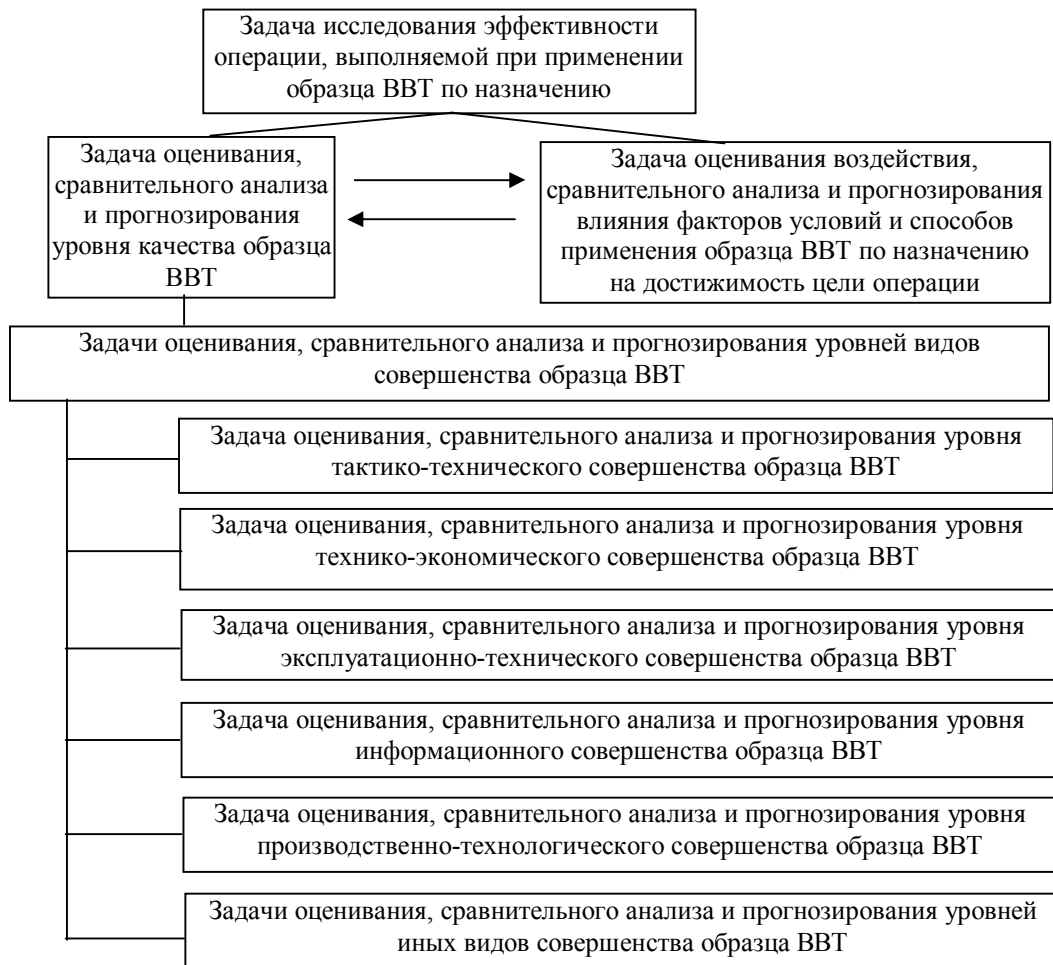 Задача исследования эффективности
операции, выполняемой при применении
образца ВВТ по назначению
Задача оценивания,
сравнительного анализа
и прогнозирования
уровня качества образца
ВВТ
Задача оценивания воздействия,
сравнительного анализа и прогнозирования
влияния факторов условий и способов
применения образца ВВТ по назначению
на достижимость цели операции
Задачи оценивания, сравнительного анализа и прогнозирования уровней видов
совершенства образца ВВТ
Задача оценивания, сравнительного анализа и прогнозирования уровня
тактико-технического совершенства образца ВВТ
Задача оценивания, сравнительного анализа и прогнозирования уровня
технико-экономического совершенства образца ВВТ
Задача оценивания, сравнительного анализа и прогнозирования уровня
эксплуатационно-технического совершенства образца ВВТ
Задача оценивания, сравнительного анализа и прогнозирования уровня
информационного совершенства образца ВВТ
Задача оценивания, сравнительного анализа и прогнозирования уровня
производственно-технологического совершенства образца ВВТ
Задачи оценивания, сравнительного анализа и прогнозирования уровней
иных видов совершенства образца ВВТ